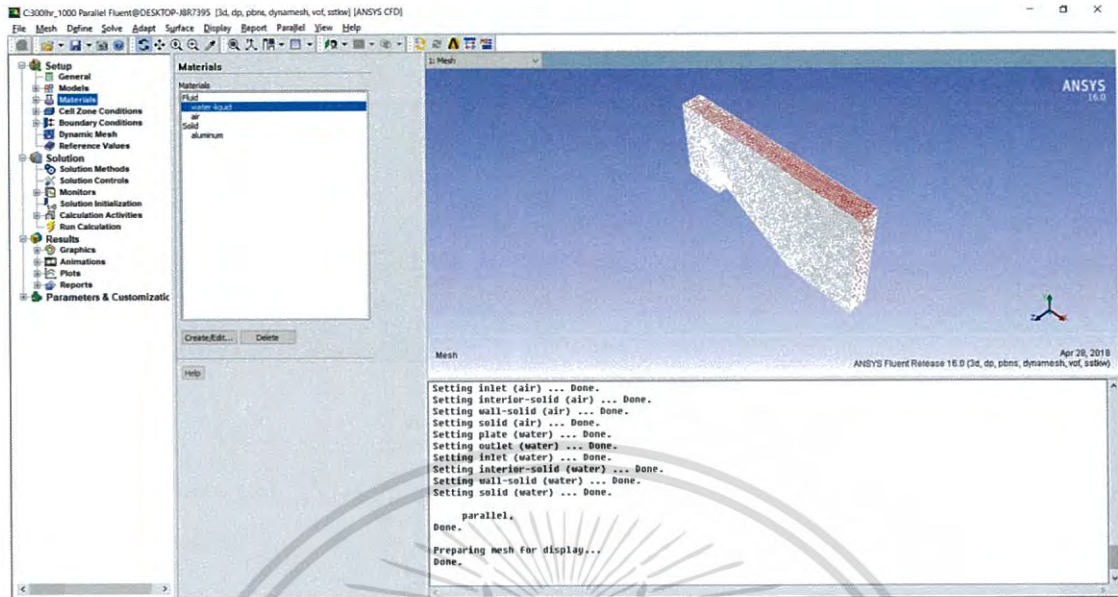 C:300lhr_1000 Parallel Fluent@DESKTOP-J8R7395 [3d, dp, pbns, dynamesh, vof, sstkw] [ANSYS CFD]
File Mesh Define Solve Adapt Surface Display Report Parallel View Help
Setup
General
Models
Materials
Cell Zone Conditions
Boundary Conditions
Dynamic Mesh
Reference Values
Solution
Solution Methods
Solution Controls
Monitors
Solution Initialization
Calculation Activities
Run Calculation
Results
Graphics
Animations
Plots
Reports
Parameters & Customizatic
Materials
Materials
Fluid
water-liquid
air
Solid
aluminum
Create/Edit... Delete
Help
1: Mesh
ANSYS
16.0
Mesh
Apr 28, 2018
ANSYS Fluent Release 16.0 (3d, dp, pbns, dynamesh, vof, sstkw)
Setting inlet (air) ... Done.
Setting interior-solid (air) ... Done.
Setting wall-solid (air) ... Done.
Setting solid (air) ... Done.
Setting plate (water) ... Done.
Setting outlet (water) ... Done.
Setting inlet (water) ... Done.
Setting interior-solid (water) ... Done.
Setting wall-solid (water) ... Done.
Setting solid (water) ... Done.
parallel,
Done.
Preparing mesh for display...
Done.